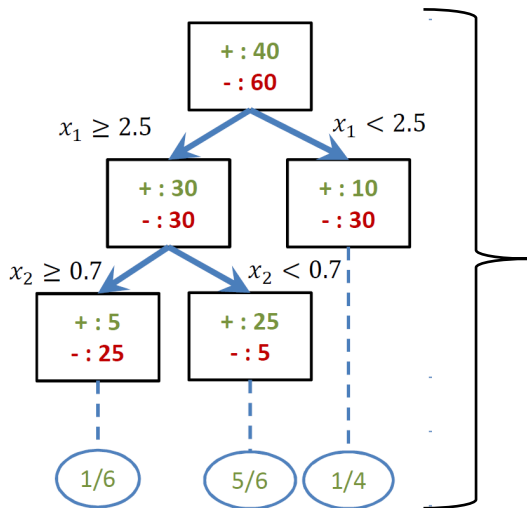 + : 40
- : 60
x₁ ≥ 2.5
x₁ < 2.5
+ : 30
- : 30
+ : 10
- : 30
x₂ ≥ 0.7
x₂ < 0.7
+ : 5
- : 25
+ : 25
- : 5
1/6
5/6
1/4